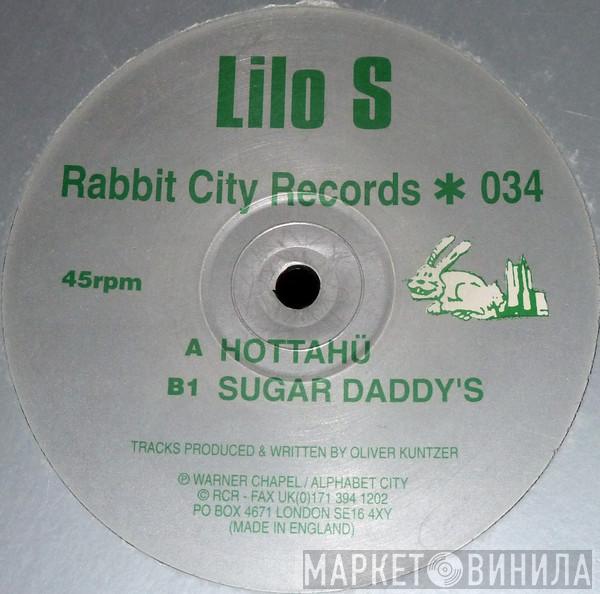 Lilo S
Rabbit City Records * 034
45rpm
A HOTTAHÜ
B1 SUGAR DADDY'S
TRACKS PRODUCED & WRITTEN BY OLIVER KUNTZER
℗ WARNER CHAPEL / ALPHABET CITY
© RCR - FAX UK(0)171 394 1202
PO BOX 4671 LONDON SE16 4XY
(MADE IN ENGLAND)
МАРКЕТ ВИНИЛА